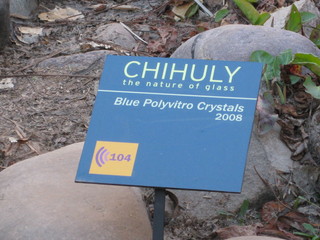 CHIHULY
the nature of glass
Blue Polyvitro Crystals
2008
104